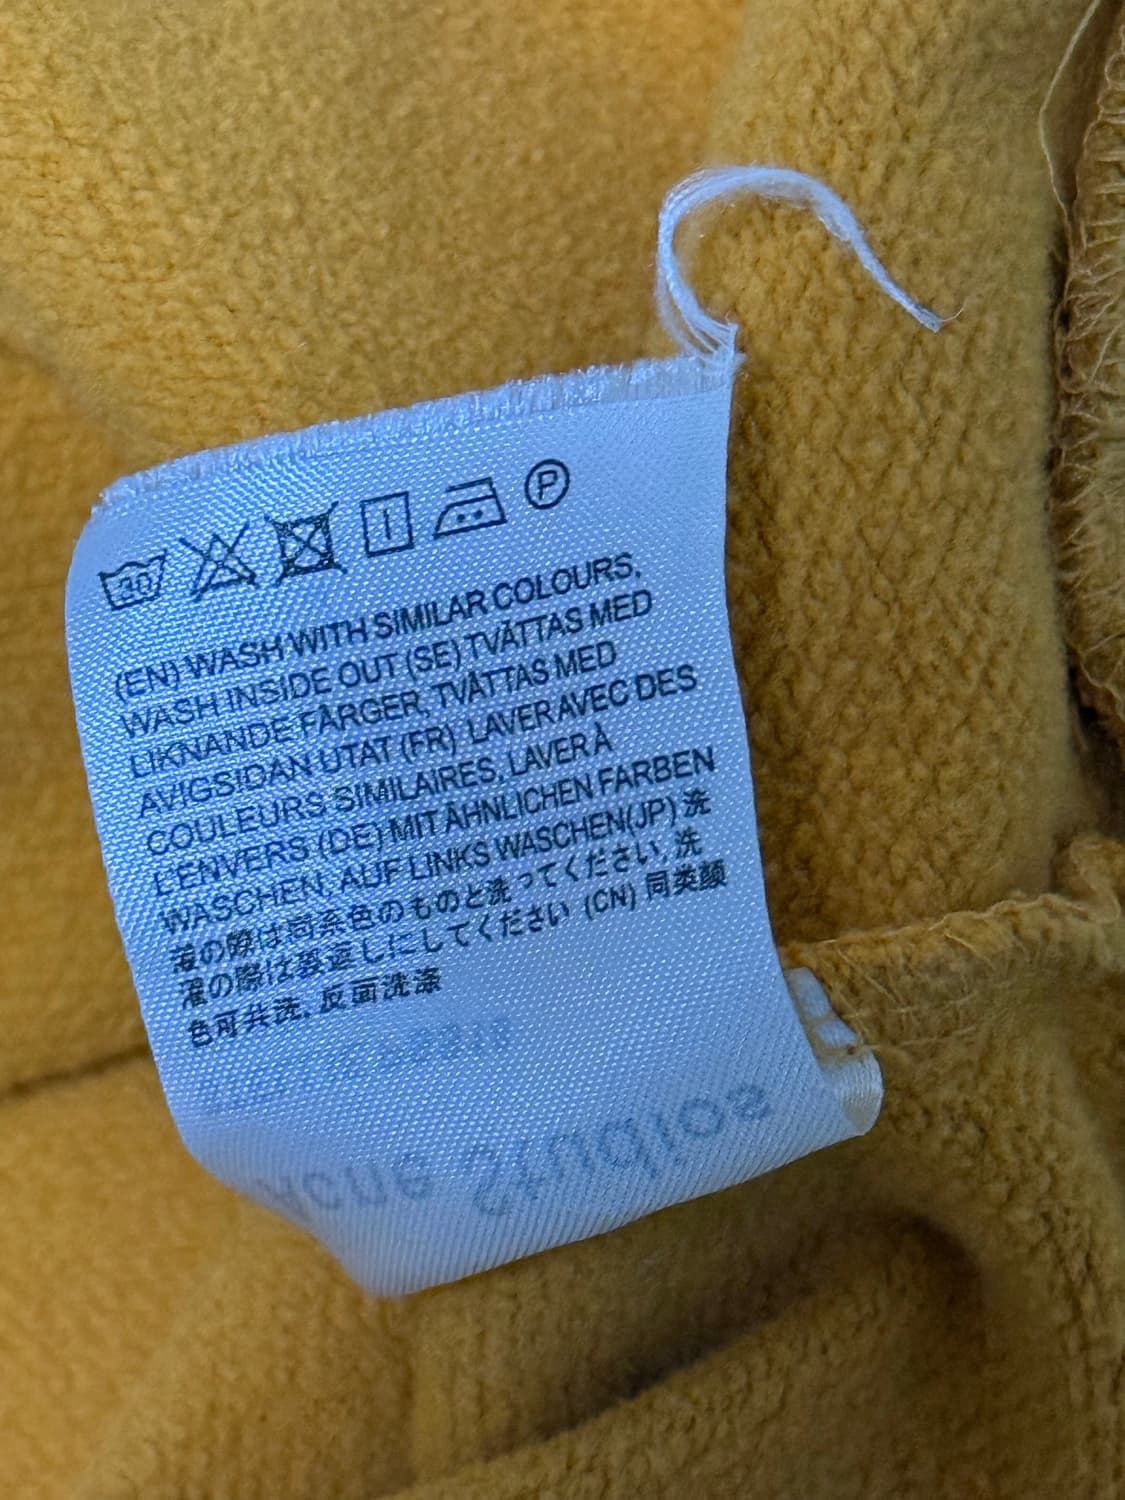 30 P
(EN) WASH WITH SIMILAR COLOURS,
WASH INSIDE OUT (SE) TVÄTTAS MED
LIKNANDE FÄRGER, TVÄTTAS MED
AVIGSIDAN UTAT (FR) LAVER AVEC DES
COULEURS SIMILAIRES, LAVER À
L'ENVERS (DE) MIT ÄHNLICHEN FARBEN
WASCHEN, AUF LINKS WASCHEN(JP) 洗
濯の際は同系色のものと洗ってください, 洗
濯の際は裏返しにしてください (CN) 同类颜
色可共洗, 反面洗涤